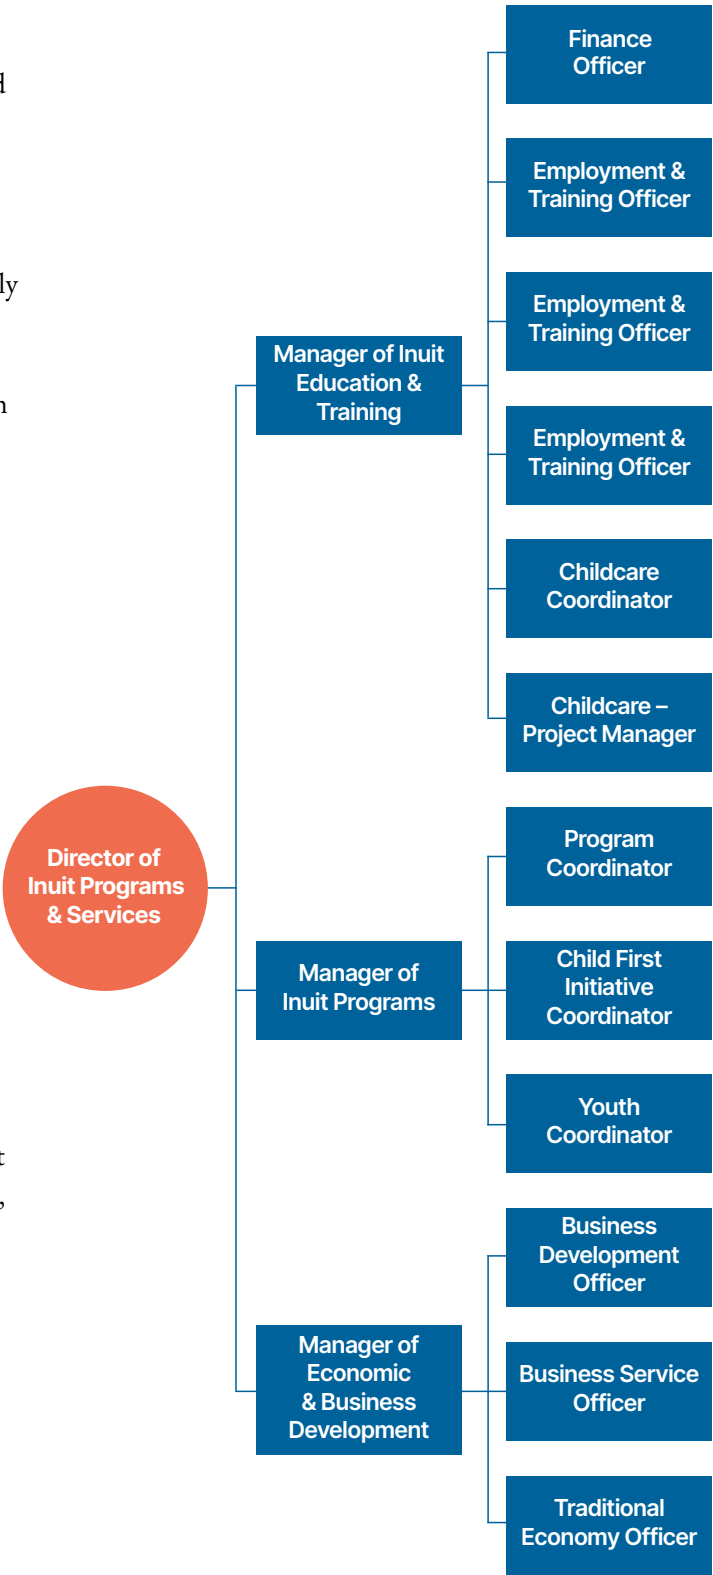 Finance
Officer
Employment &
Training Officer
Employment &
Training Officer
Manager of Inuit
Education &
Training
Employment &
Training Officer
Childcare
Coordinator
Childcare –
Project Manager
Director of
Inuit Programs
& Services
Program
Coordinator
Manager of
Inuit Programs
Child First
Initiative
Coordinator
Youth
Coordinator
Business
Development
Officer
Manager of
Economic
& Business
Development
Business Service
Officer
Traditional
Economy Officer